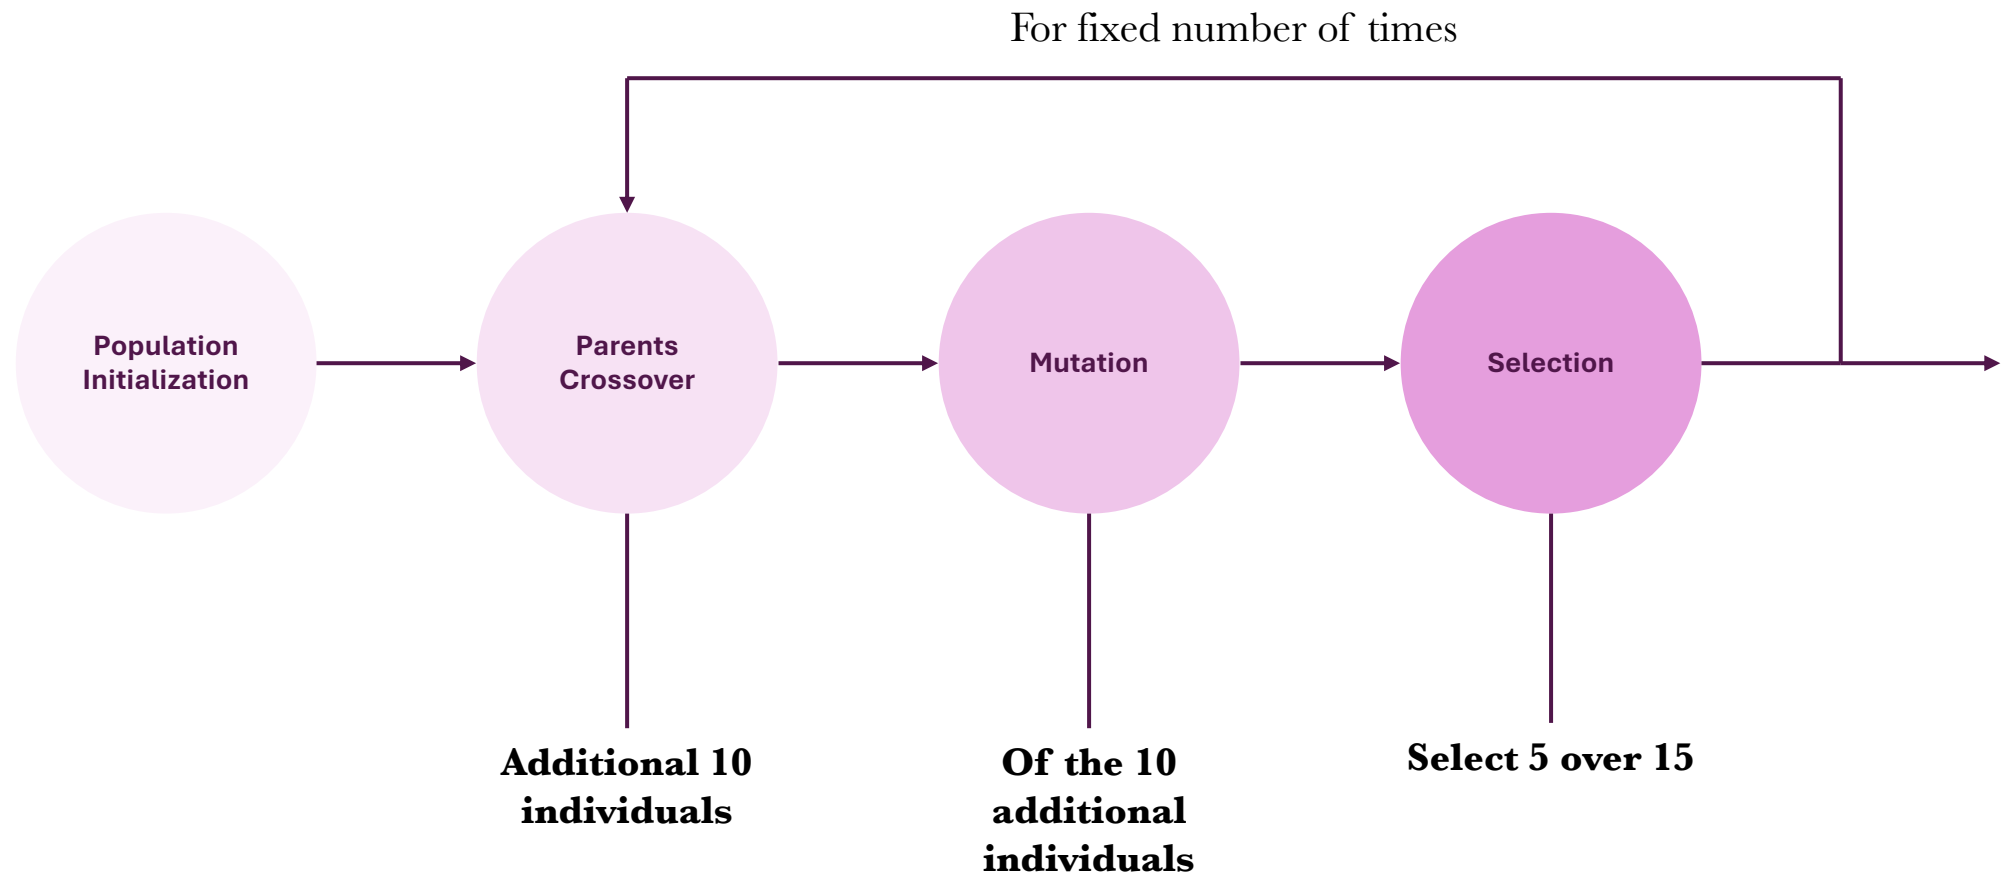 For fixed number of times
Population
Initialization
Parents
Crossover
Mutation
Selection
Additional 10
individuals
Of the 10
additional
individuals
Select 5 over 15